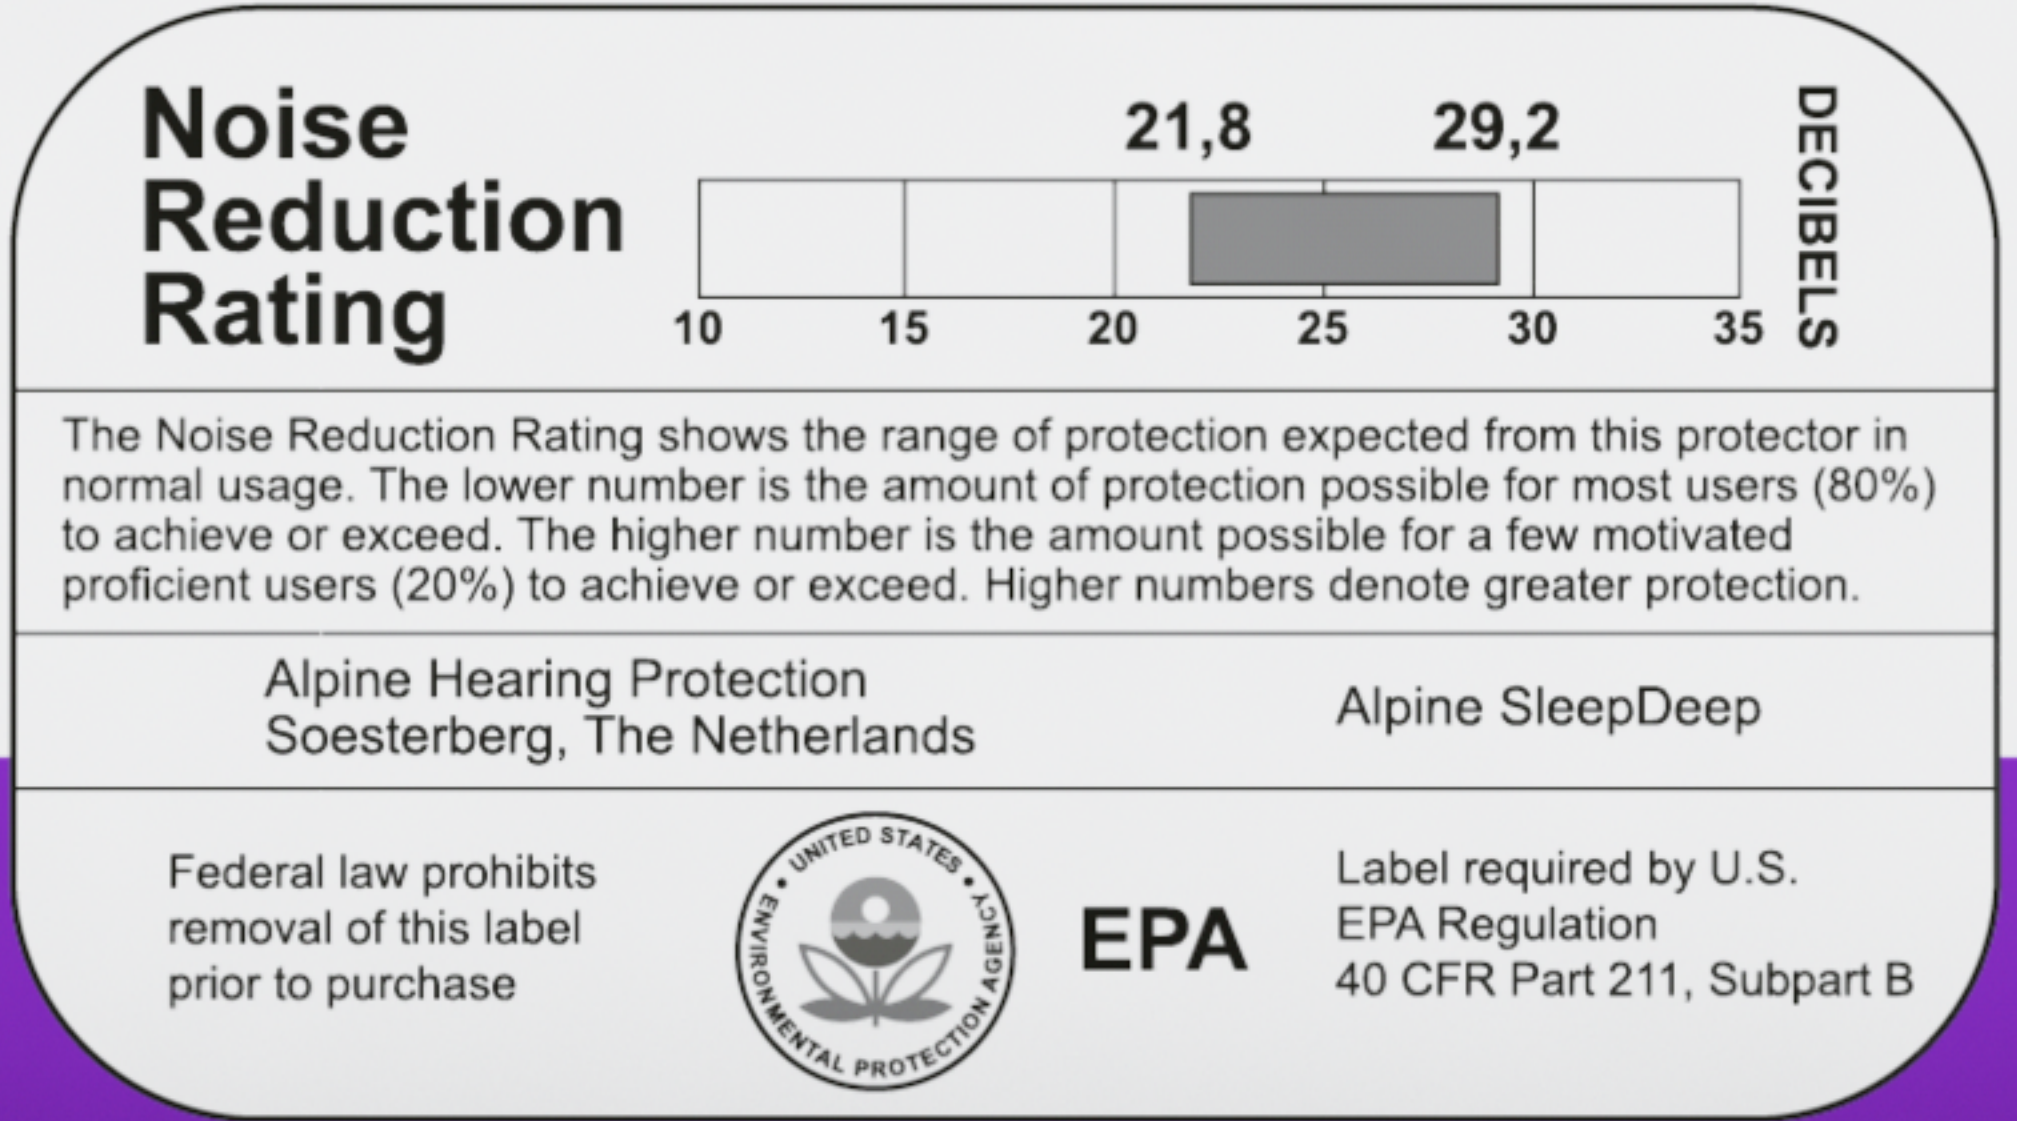 Noise
Reduction
Rating
21,8 29,2
10 15 20 25 30 35
DECIBELS
The Noise Reduction Rating shows the range of protection expected from this protector in
normal usage. The lower number is the amount of protection possible for most users (80%)
to achieve or exceed. The higher number is the amount possible for a few motivated
proficient users (20%) to achieve or exceed. Higher numbers denote greater protection.
Alpine Hearing Protection
Soesterberg, The Netherlands
Alpine SleepDeep
Federal law prohibits
removal of this label
prior to purchase
• UNITED STATES •
ENVIRONMENTAL PROTECTION AGENCY
EPA
Label required by U.S.
EPA Regulation
40 CFR Part 211, Subpart B